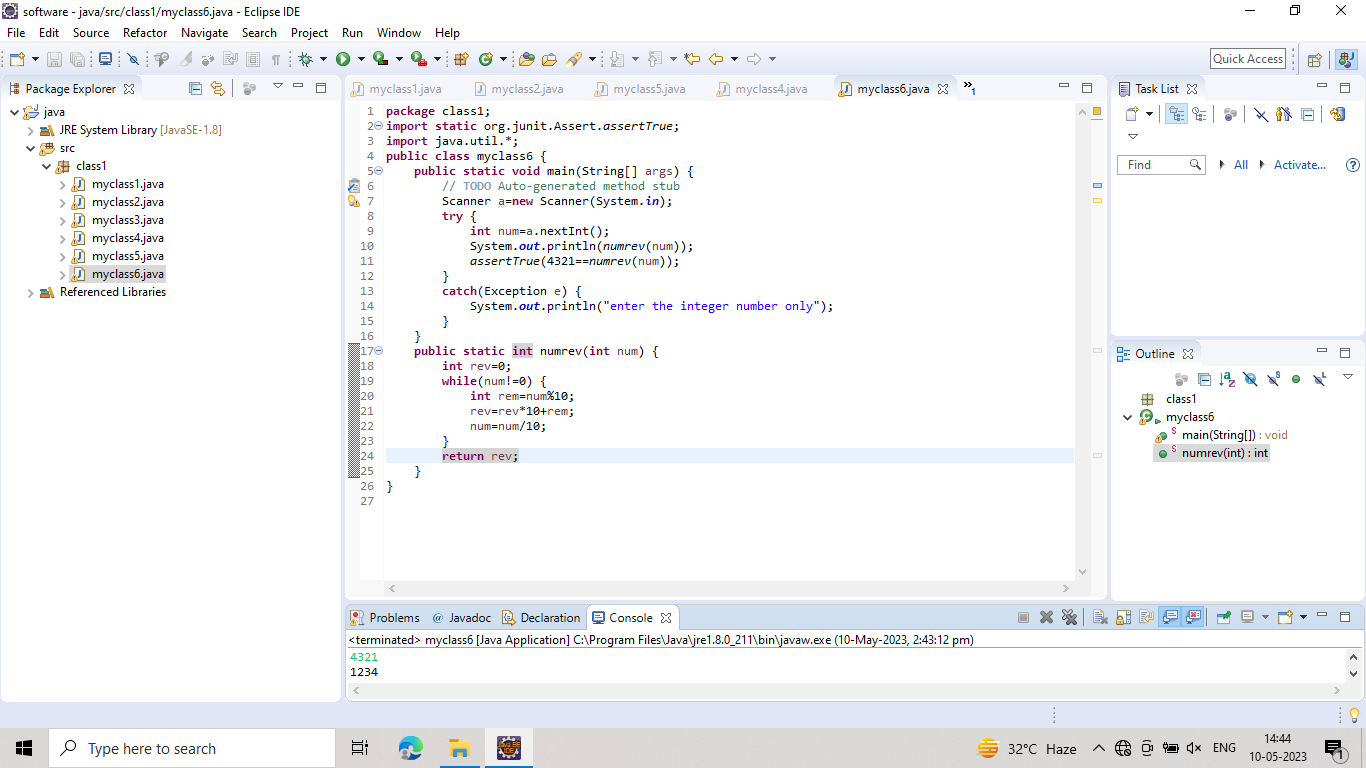 software - java/src/class1/myclass6.java - Eclipse IDE
File Edit Source Refactor Navigate Search Project Run Window Help
Quick Access
Package Explorer
java
JRE System Library [JavaSE-1.8]
src
class1
myclass1.java
myclass2.java
myclass3.java
myclass4.java
myclass5.java
myclass6.java
Referenced Libraries
myclass1.java myclass2.java myclass5.java myclass4.java myclass6.java »1
1 package class1;
2 import static org.junit.Assert.assertTrue;
3 import java.util.*;
4 public class myclass6 {
5 public static void main(String[] args) {
6 // TODO Auto-generated method stub
7 Scanner a=new Scanner(System.in);
8 try {
9 int num=a.nextInt();
10 System.out.println(numrev(num));
11 assertTrue(4321==numrev(num));
12 }
13 catch(Exception e) {
14 System.out.println("enter the integer number only");
15 }
16 }
17 public static int numrev(int num) {
18 int rev=0;
19 while(num!=0) {
20 int rem=num%10;
21 rev=rev*10+rem;
22 num=num/10;
23 }
24 return rev;
25 }
26 }
27
Task List
Find All Activate...
Outline
class1
myclass6
main(String[]) : void
numrev(int) : int
Problems @ Javadoc Declaration Console
<terminated> myclass6 [Java Application] C:\Program Files\Java\jre1.8.0_211\bin\javaw.exe (10-May-2023, 2:43:12 pm)
4321
1234
Type here to search
Java EE IDE
32°C Haze
ENG
14:44
10-05-2023
1